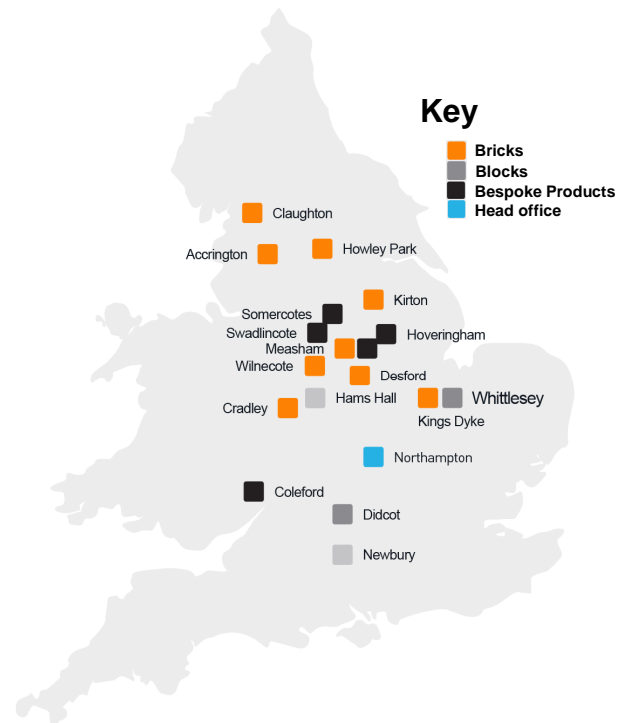 Key
Bricks
Blocks
Bespoke Products
Head office
Claughton
Accrington
Howley Park
Kirton
Somercotes
Swadlincote
Hoveringham
Measham
Wilnecote
Desford
Hams Hall
Whittlesey
Cradley
Kings Dyke
Northampton
Coleford
Didcot
Newbury